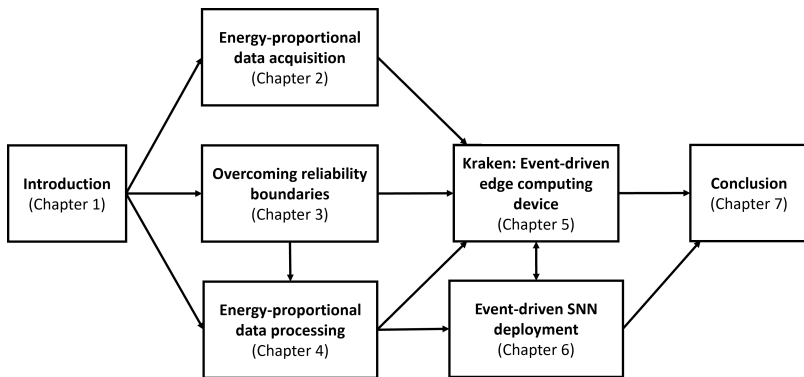 Energy-proportional
data acquisition
(Chapter 2)
Introduction
(Chapter 1)
Overcoming reliability
boundaries
(Chapter 3)
Kraken: Event-driven
edge computing
device
(Chapter 5)
Conclusion
(Chapter 7)
Energy-proportional
data processing
(Chapter 4)
Event-driven SNN
deployment
(Chapter 6)